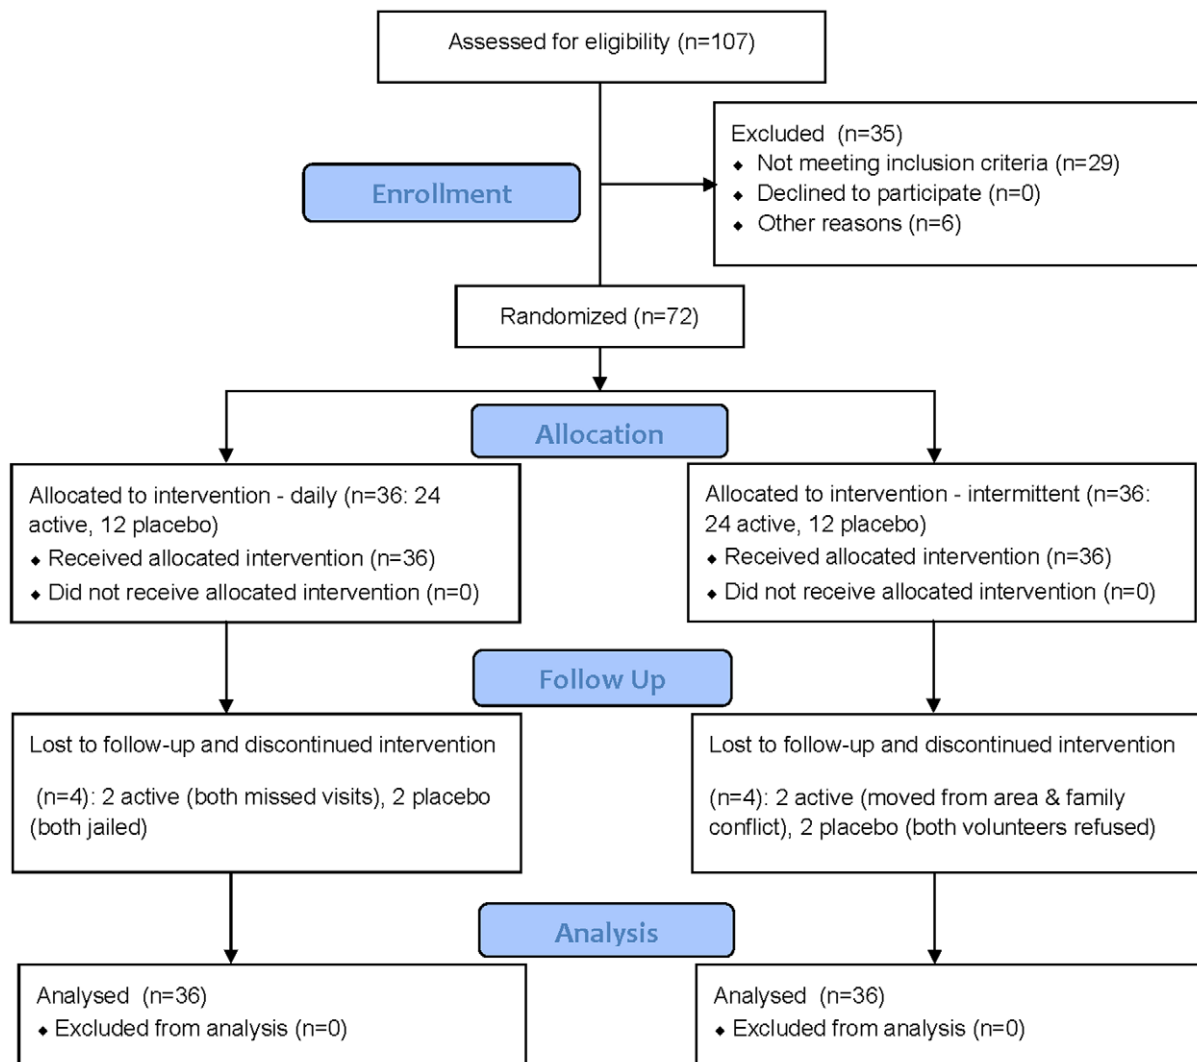 Assessed for eligibility (n=107)
Excluded  (n=35)
♦ Not meeting inclusion criteria (n=29)
♦ Declined to participate (n=0)
♦ Other reasons (n=6)
Enrollment
Randomized (n=72)
Allocation
Allocated to intervention - daily (n=36: 24
active, 12 placebo)
♦ Received allocated intervention (n=36)
♦ Did not receive allocated intervention (n=0)
Allocated to intervention - intermittent (n=36:
24 active, 12 placebo)
♦ Received allocated intervention (n=36)
♦ Did not receive allocated intervention (n=0)
Follow Up
Lost to follow-up and discontinued intervention
(n=4): 2 active (both missed visits), 2 placebo
(both jailed)
Lost to follow-up and discontinued intervention
(n=4): 2 active (moved from area & family
conflict), 2 placebo (both volunteers refused)
Analysis
Analysed  (n=36)
♦ Excluded from analysis (n=0)
Analysed  (n=36)
♦ Excluded from analysis (n=0)